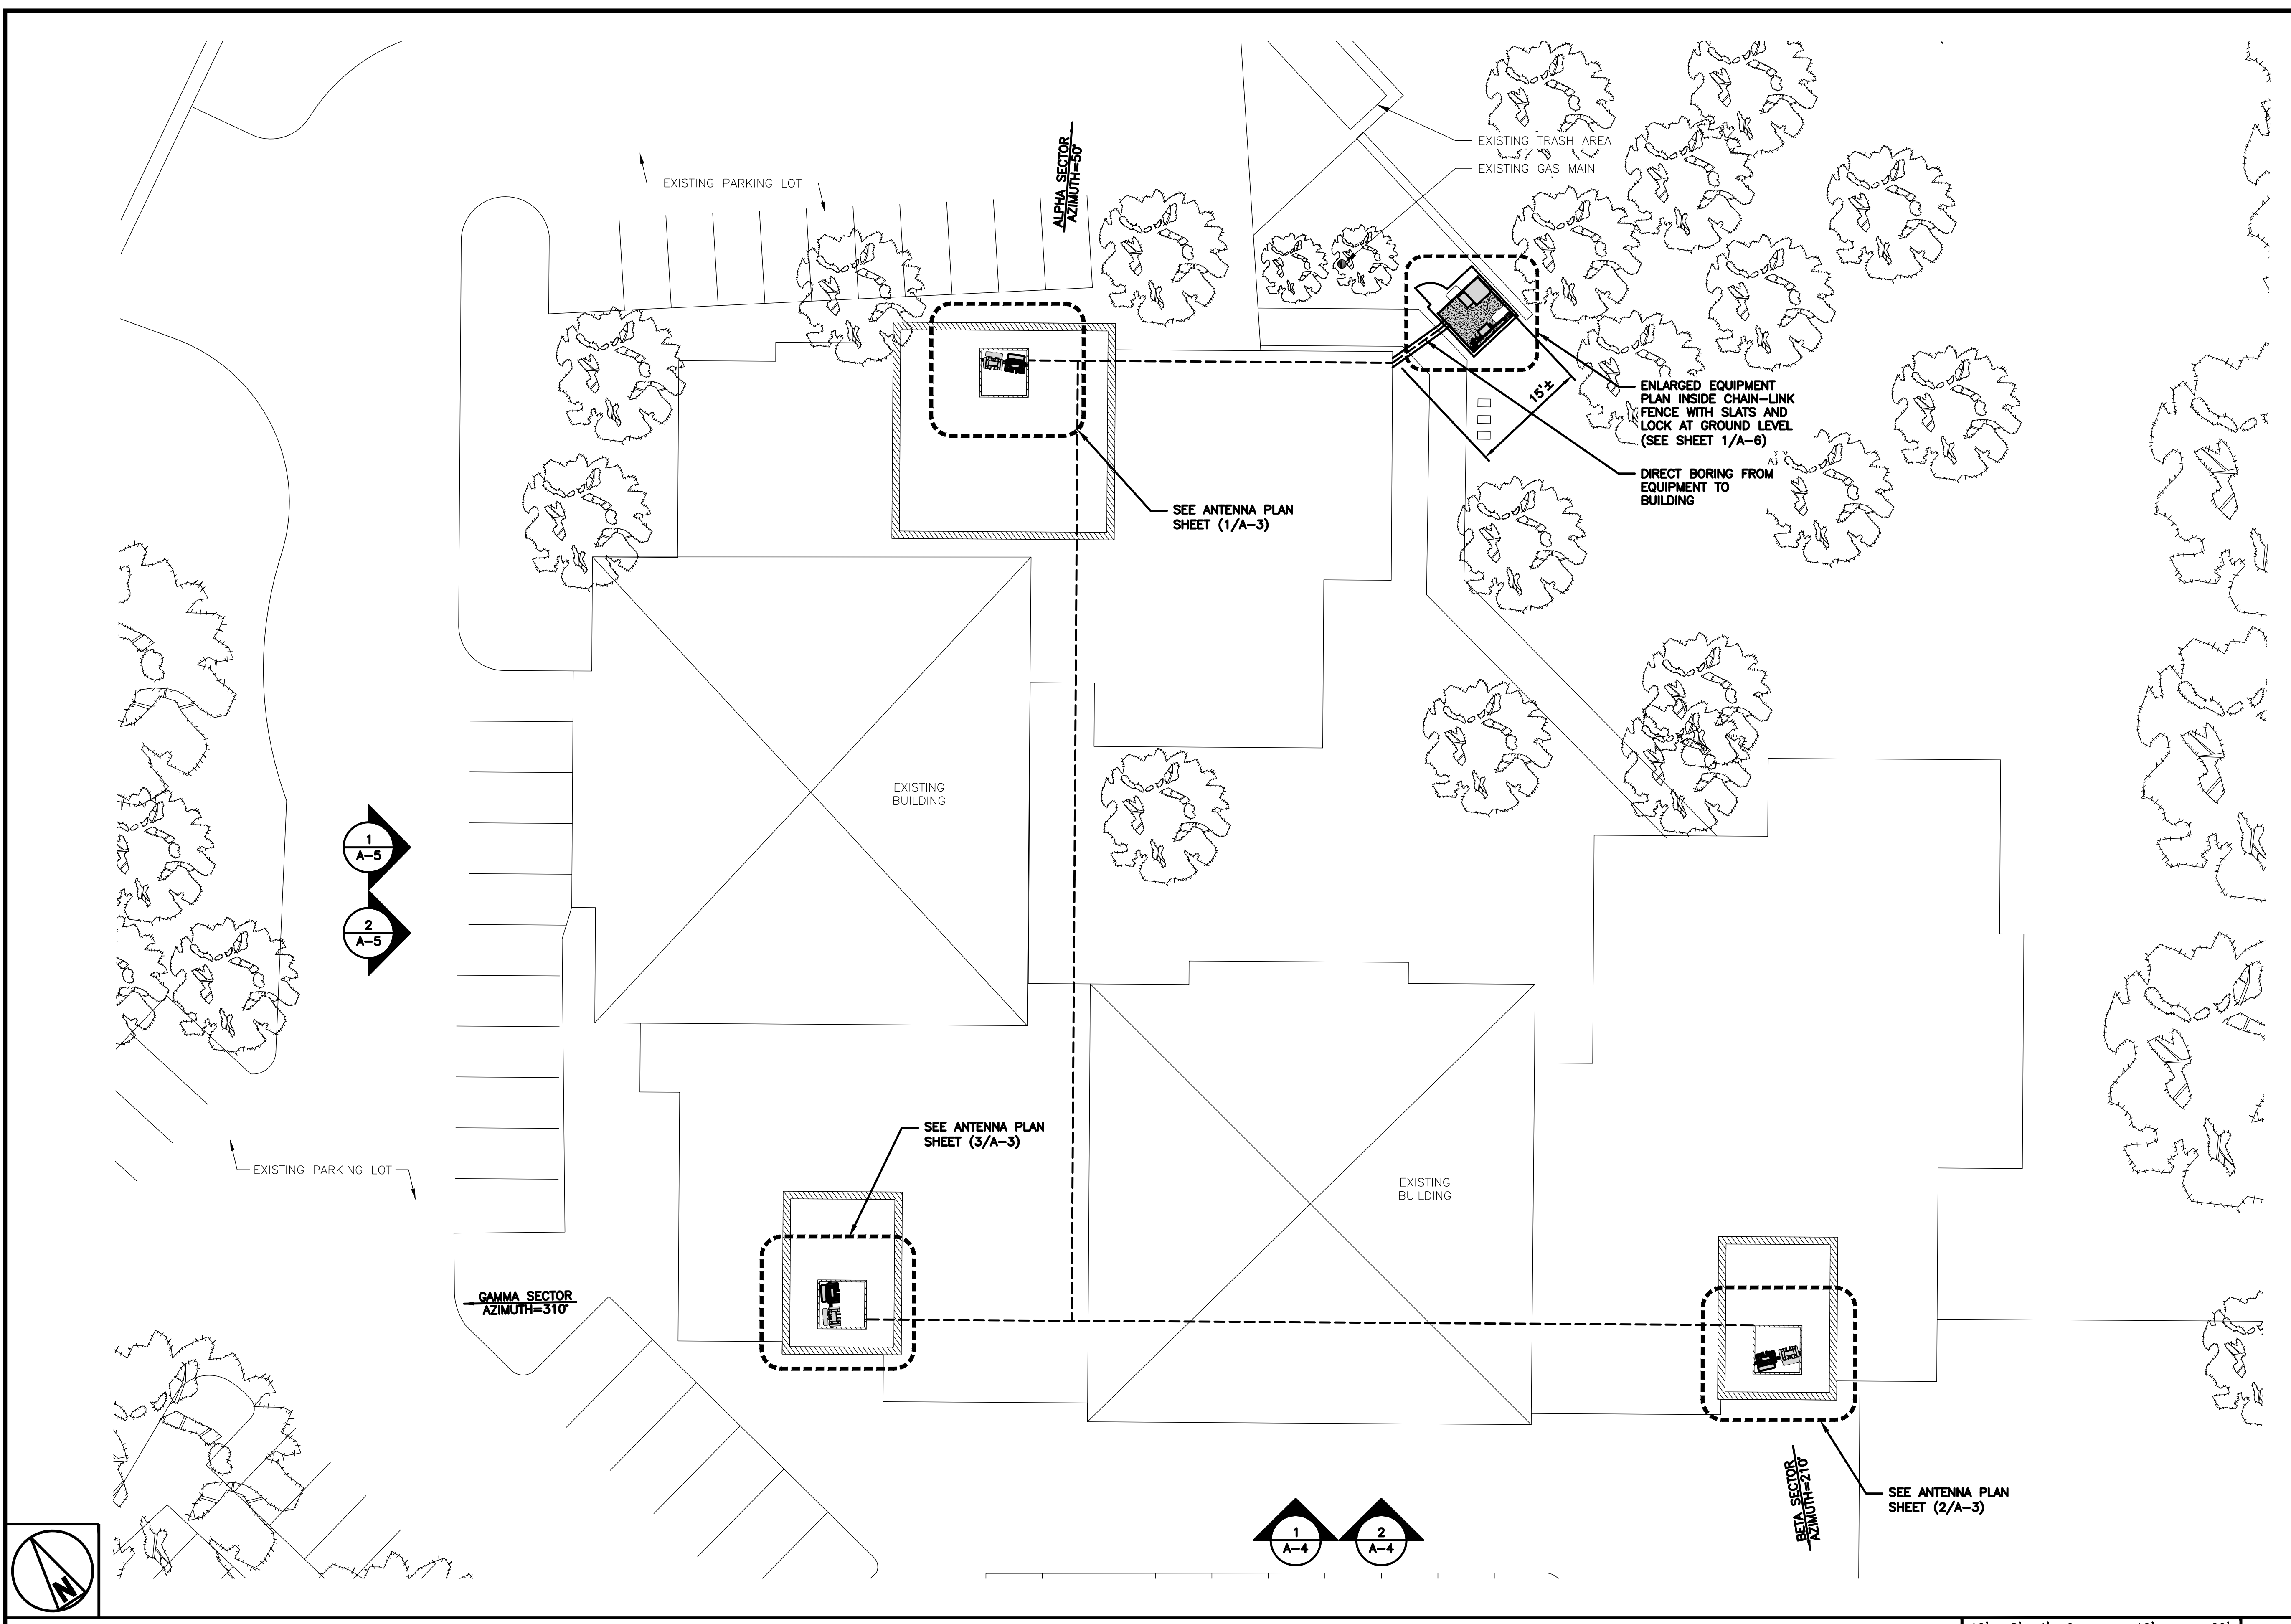 EXISTING TRASH AREA
EXISTING GAS MAIN
ALPHA SECTOR
AZIMUTH=50°
EXISTING PARKING LOT
15'±
ENLARGED EQUIPMENT
PLAN INSIDE CHAIN-LINK
FENCE WITH SLATS AND
LOCK AT GROUND LEVEL
(SEE SHEET 1/A-6)
DIRECT BORING FROM
EQUIPMENT TO
BUILDING
SEE ANTENNA PLAN
SHEET (1/A-3)
EXISTING
BUILDING
1
A-5
2
A-5
SEE ANTENNA PLAN
SHEET (3/A-3)
EXISTING PARKING LOT
EXISTING
BUILDING
GAMMA SECTOR
AZIMUTH=310°
BETA SECTOR
AZIMUTH=210°
SEE ANTENNA PLAN
SHEET (2/A-3)
1
A-4
2
A-4
N